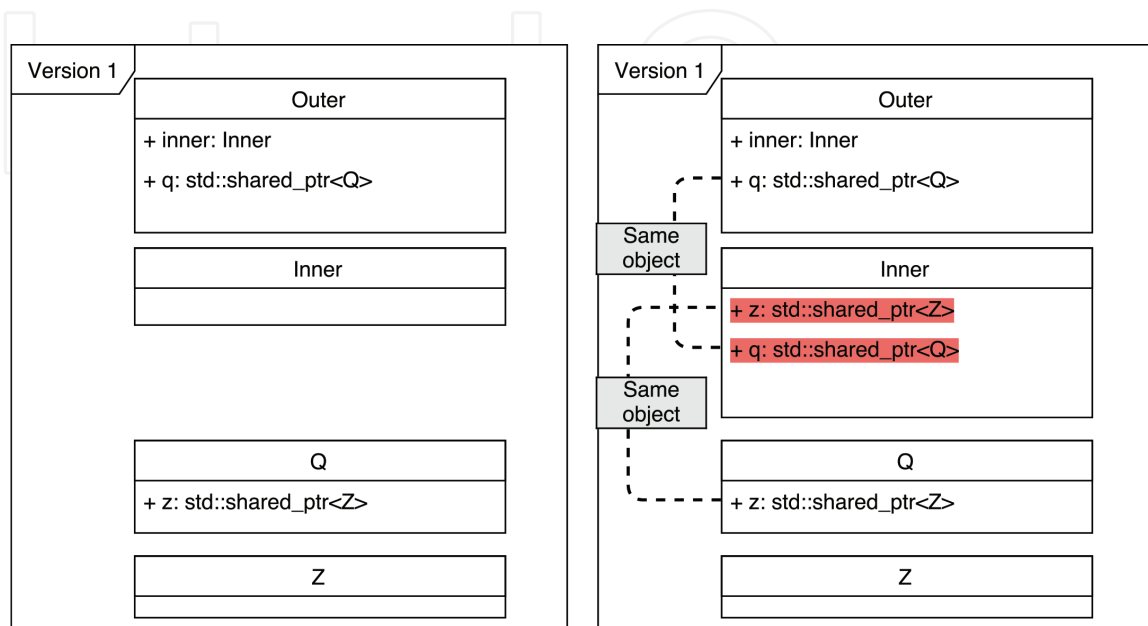 Version 1
Outer
+ inner: Inner
+ q: std::shared_ptr<Q>
Inner
Q
+ z: std::shared_ptr<Z>
Z
Version 1
Outer
+ inner: Inner
+ q: std::shared_ptr<Q>
Same
object
Inner
+ z: std::shared_ptr<Z>
+ q: std::shared_ptr<Q>
Same
object
Q
+ z: std::shared_ptr<Z>
Z